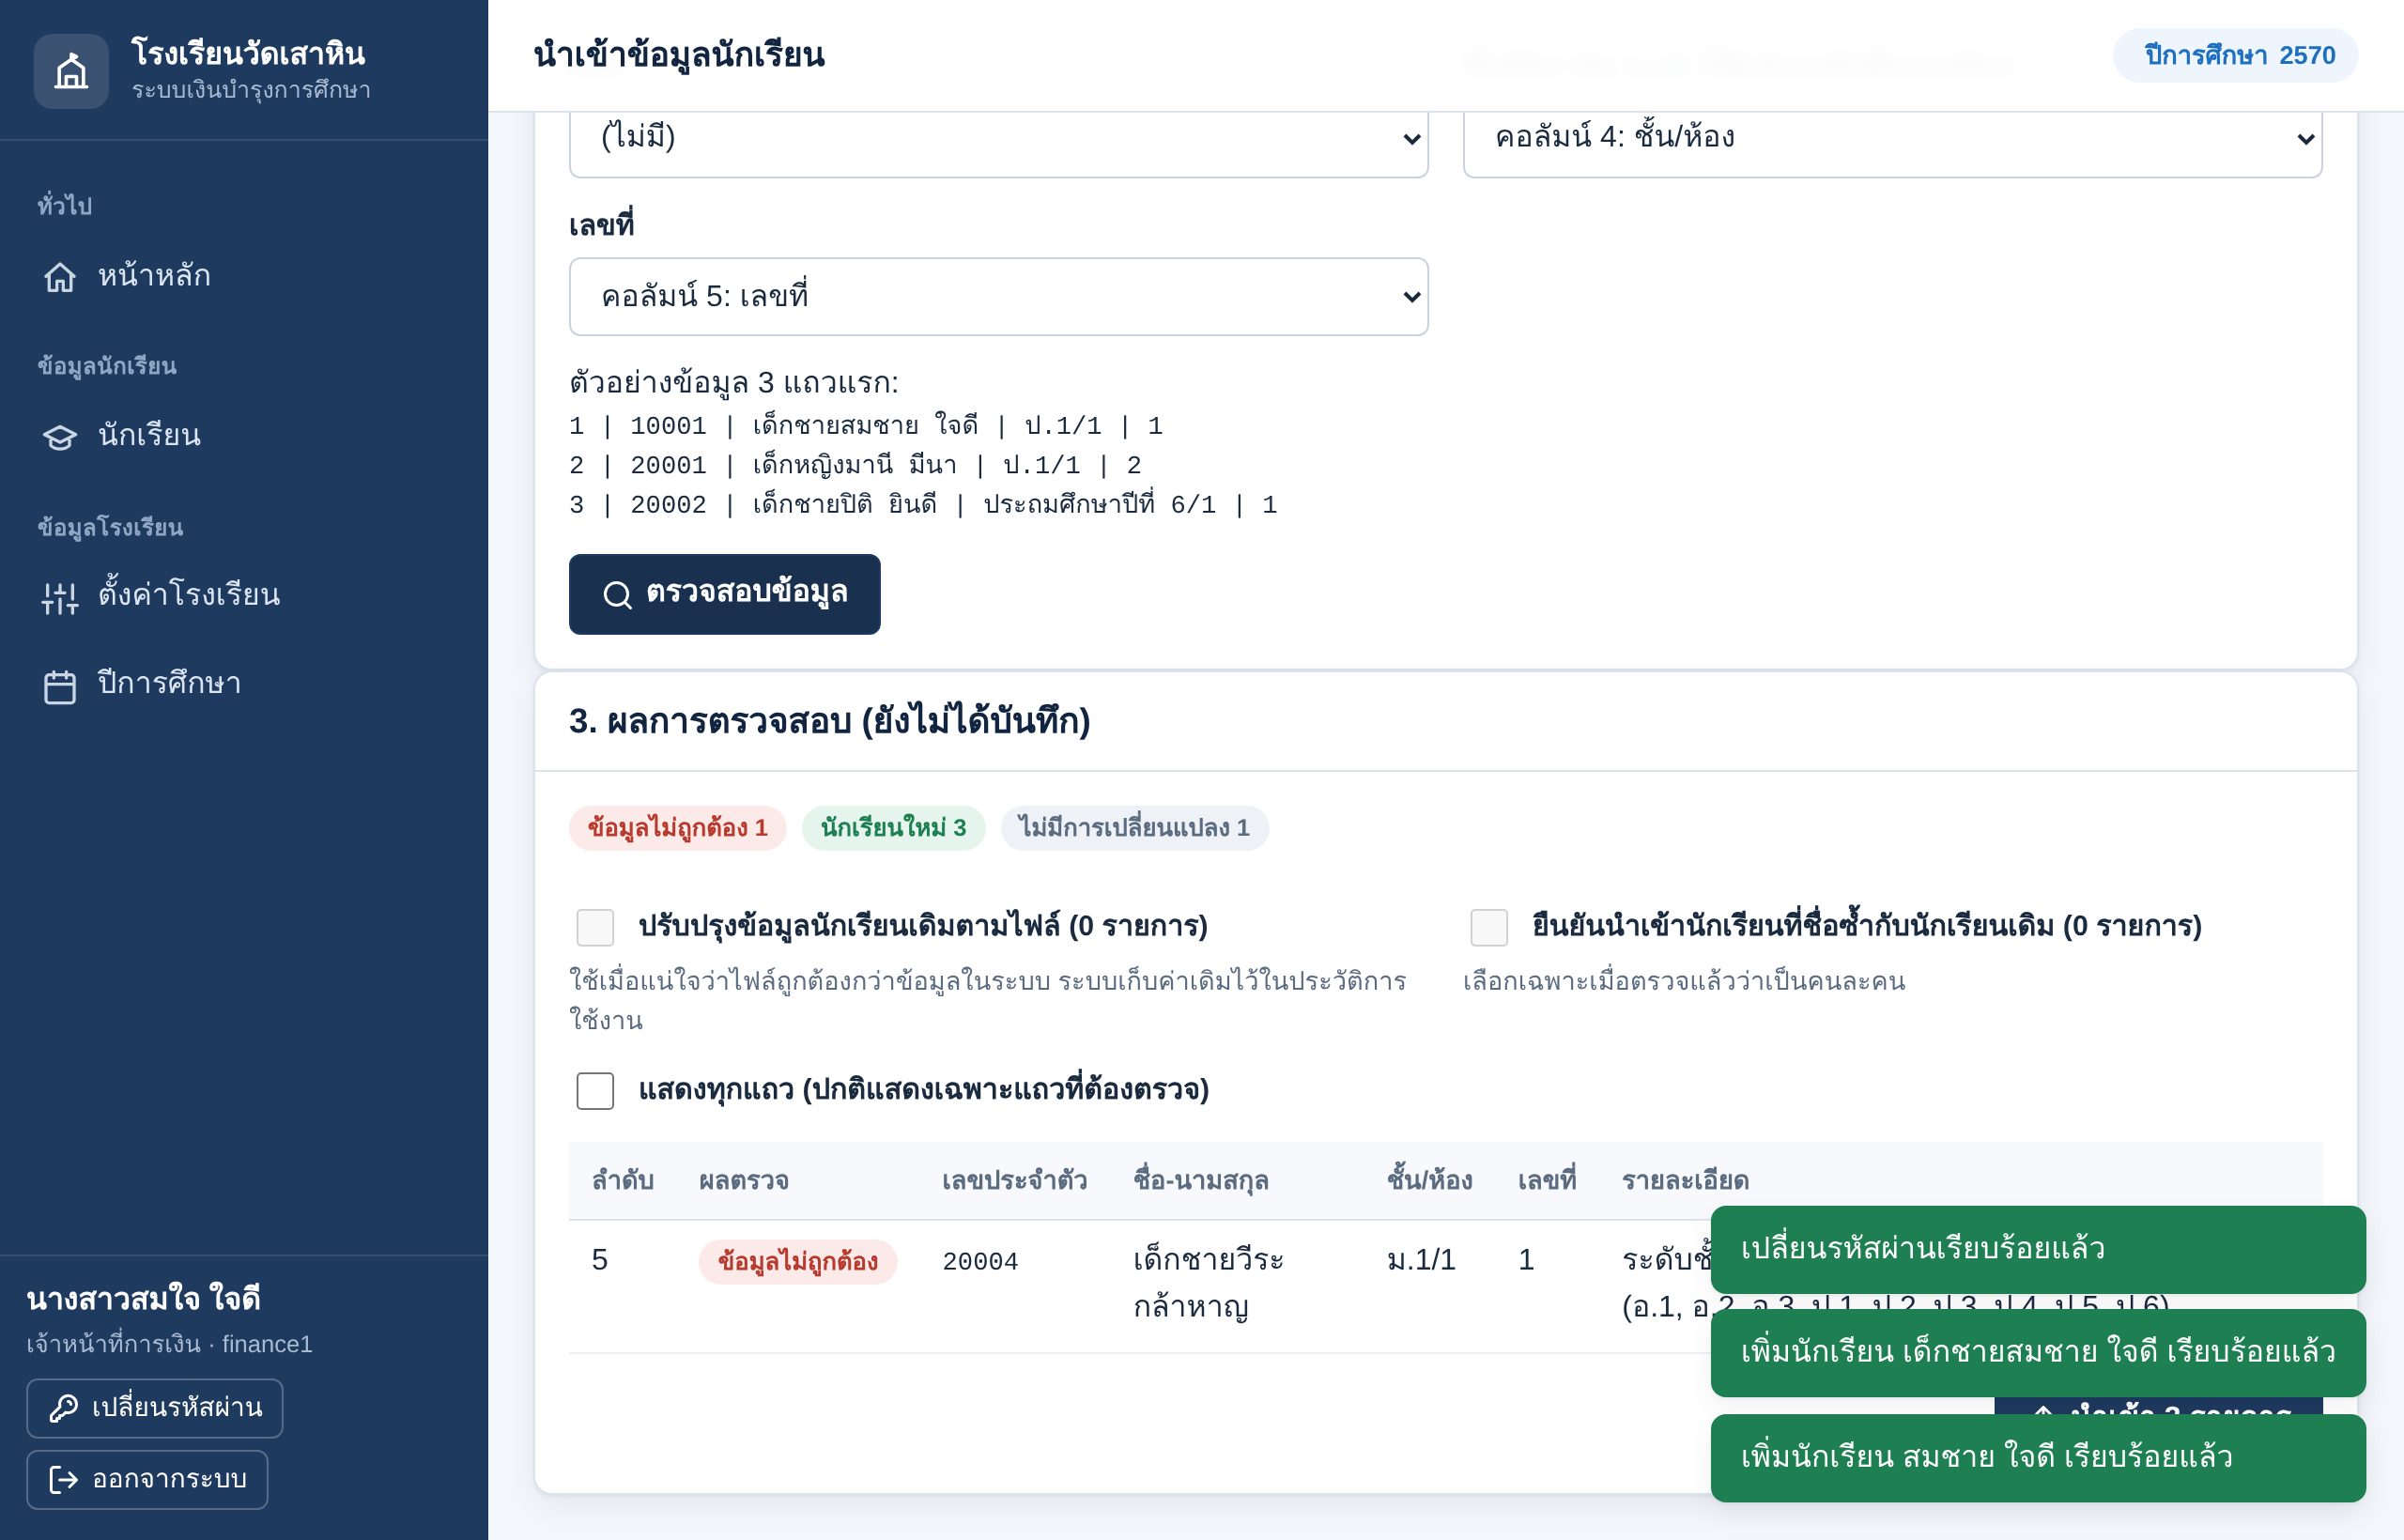 โรงเรียนวัดเสาหิน
ระบบเงินบำรุงการศึกษา
ทั่วไป
หน้าหลัก
ข้อมูลนักเรียน
นักเรียน
ข้อมูลโรงเรียน
ตั้งค่าโรงเรียน
ปีการศึกษา
นางสาวสมใจ ใจดี
เจ้าหน้าที่การเงิน · finance1
เปลี่ยนรหัสผ่าน
ออกจากระบบ
นำเข้าข้อมูลนักเรียน
ปีการศึกษา 2570
(ไม่มี)
คอลัมน์ 4: ชั้น/ห้อง
เลขที่
คอลัมน์ 5: เลขที่
ตัวอย่างข้อมูล 3 แถวแรก:
1 | 10001 | เด็กชายสมชาย ใจดี | ป.1/1 | 1
2 | 20001 | เด็กหญิงมานี มีนา | ป.1/1 | 2
3 | 20002 | เด็กชายปิติ ยินดี | ประถมศึกษาปีที่ 6/1 | 1
ตรวจสอบข้อมูล
3. ผลการตรวจสอบ (ยังไม่ได้บันทึก)
ข้อมูลไม่ถูกต้อง 1 นักเรียนใหม่ 3 ไม่มีการเปลี่ยนแปลง 1
ปรับปรุงข้อมูลนักเรียนเดิมตามไฟล์ (0 รายการ)
ใช้เมื่อแน่ใจว่าไฟล์ถูกต้องกว่าข้อมูลในระบบ ระบบเก็บค่าเดิมไว้ในประวัติการ
ใช้งาน
ยืนยันนำเข้านักเรียนที่ชื่อซ้ำกับนักเรียนเดิม (0 รายการ)
เลือกเฉพาะเมื่อตรวจแล้วว่าเป็นคนละคน
แสดงทุกแถว (ปกติแสดงเฉพาะแถวที่ต้องตรวจ)
ลำดับ ผลตรวจ เลขประจำตัว ชื่อ-นามสกุล ชั้น/ห้อง เลขที่ รายละเอียด
5 ข้อมูลไม่ถูกต้อง 20004 เด็กชายวีระ ม.1/1 1
กล้าหาญ (อ.1, อ.2, อ.3, ป.1, ป.2, ป.3, ป.4, ป.5, ป.6)
เปลี่ยนรหัสผ่านเรียบร้อยแล้ว
เพิ่มนักเรียน เด็กชายสมชาย ใจดี เรียบร้อยแล้ว
เพิ่มนักเรียน สมชาย ใจดี เรียบร้อยแล้ว